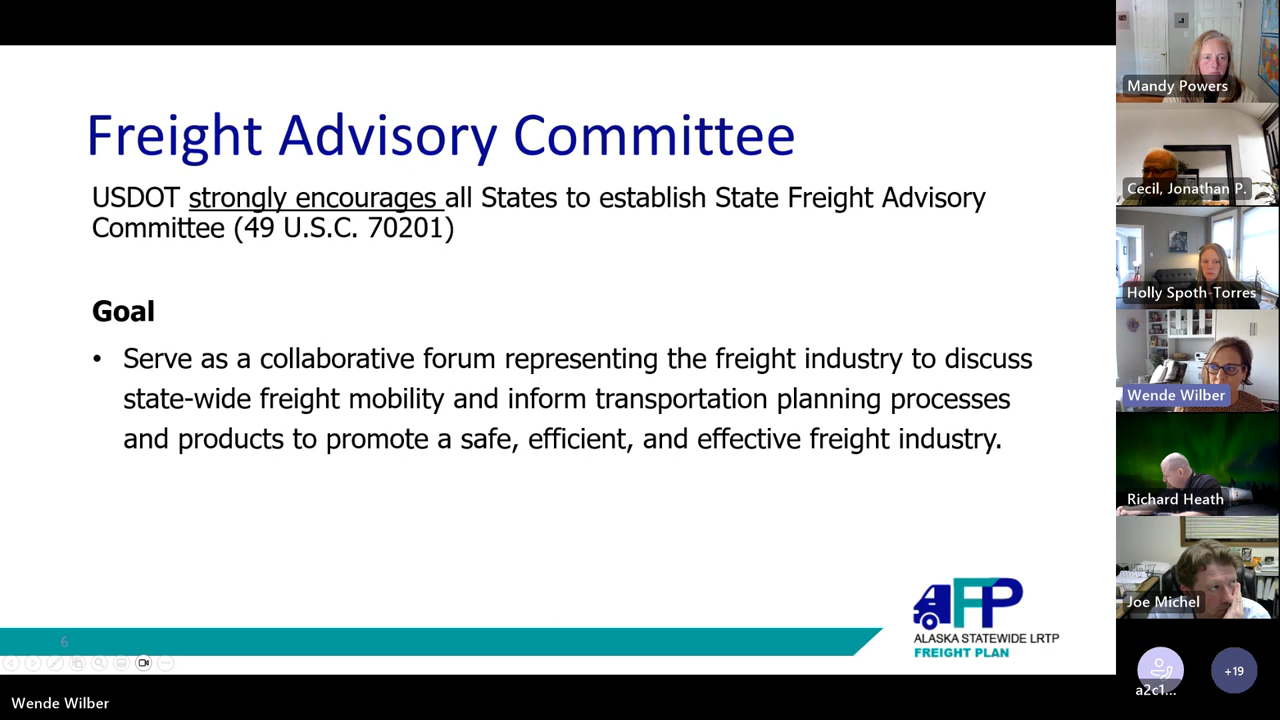 Freight Advisory Committee
USDOT strongly encourages all States to establish State Freight Advisory
Committee (49 U.S.C. 70201)
Goal
• Serve as a collaborative forum representing the freight industry to discuss
state-wide freight mobility and inform transportation planning processes
and products to promote a safe, efficient, and effective freight industry.
6
AFP
ALASKA STATEWIDE LRTP
FREIGHT PLAN
Wende Wilber
Mandy Powers
Cecil, Jonathan P.
Holly Spoth-Torres
Wende Wilber
Richard Heath
Joe Michel
a2c1...
+19